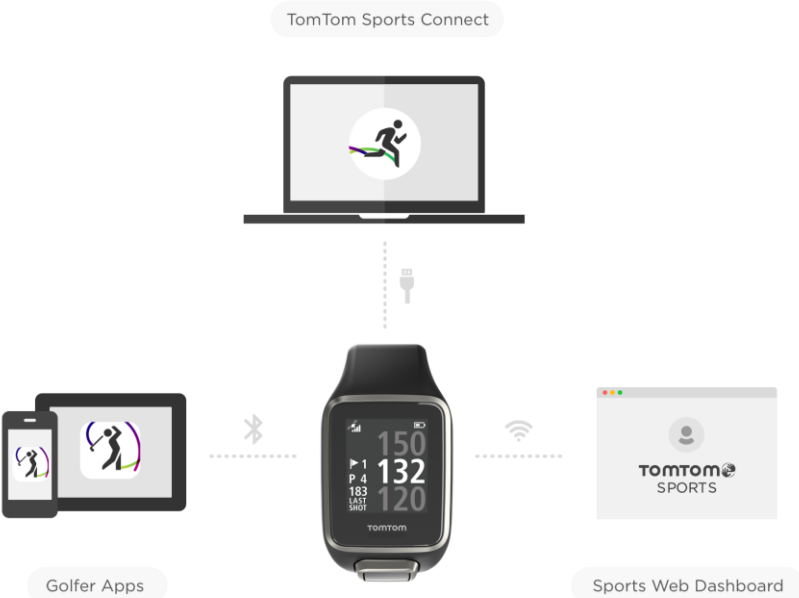 TomTom Sports Connect
150
1
132
P 4
183
LAST
SHOT
120
TOMTOM
TOMTOM
SPORTS
Golfer Apps
Sports Web Dashboard